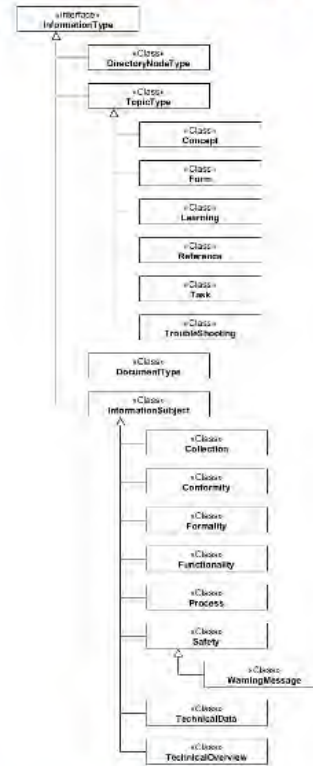 «Interface»
InformationType
«Class»
DirectoryNodeType
«Class»
TopicType
«Class»
Concept
«Class»
Form
«Class»
Learning
«Class»
Reference
«Class»
Task
«Class»
TroubleShooting
«Class»
DocumentType
«Class»
InformationSubject
«Class»
Collection
«Class»
Conformity
«Class»
Formality
«Class»
Functionality
«Class»
Process
«Class»
Safety
«Class»
WarningMessage
«Class»
TechnicalData
«Class»
TechnicalOverview